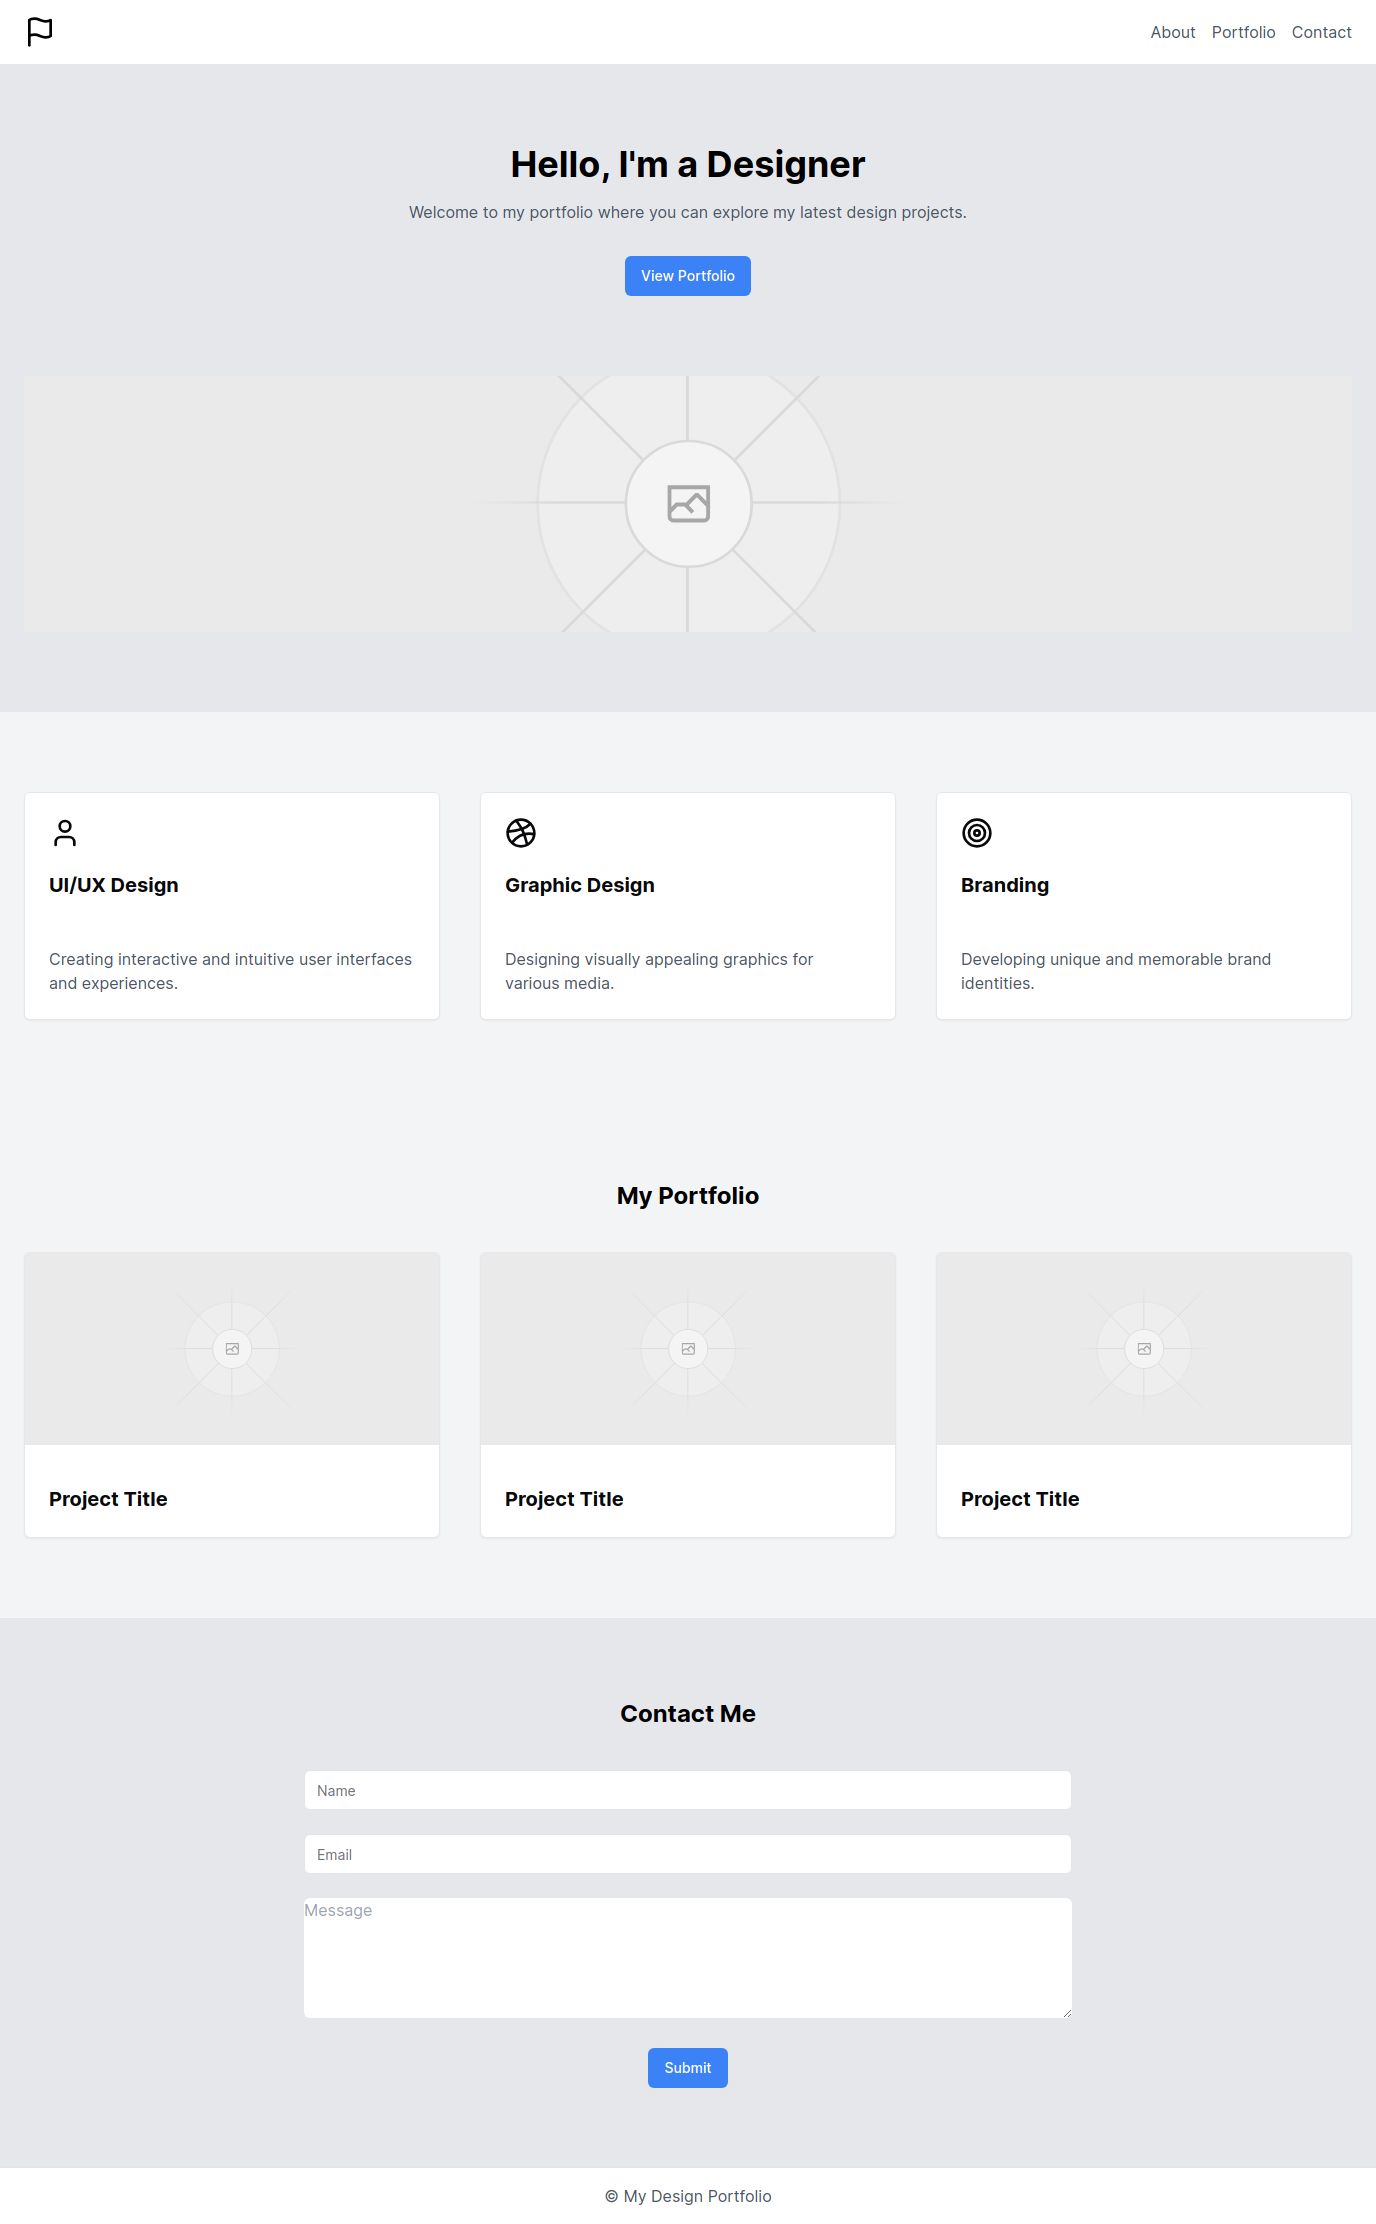 About Portfolio Contact
Hello, I'm a Designer
Welcome to my portfolio where you can explore my latest design projects.
View Portfolio
UI/UX Design
Creating interactive and intuitive user interfaces
and experiences.
Graphic Design
Designing visually appealing graphics for
various media.
Branding
Developing unique and memorable brand
identities.
My Portfolio
Project Title
Project Title
Project Title
Contact Me
Name
Email
Message
Submit
© My Design Portfolio